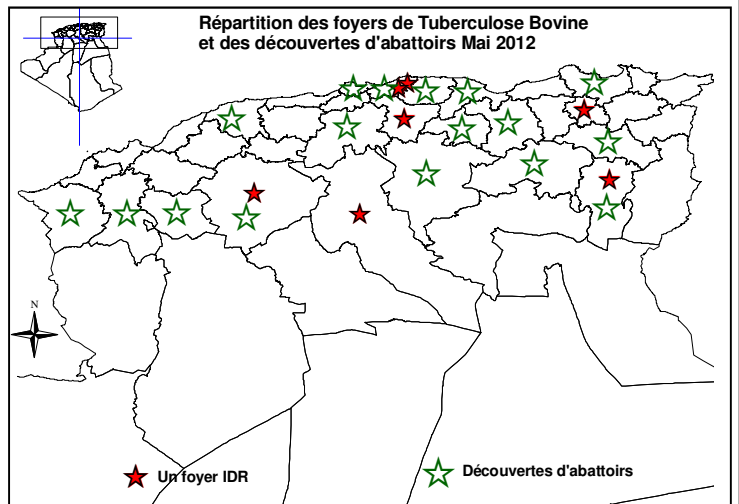 Répartition des foyers de Tuberculose Bovine
et des découvertes d'abattoirs Mai 2012
N
Un foyer IDR
Découvertes d'abattoirs